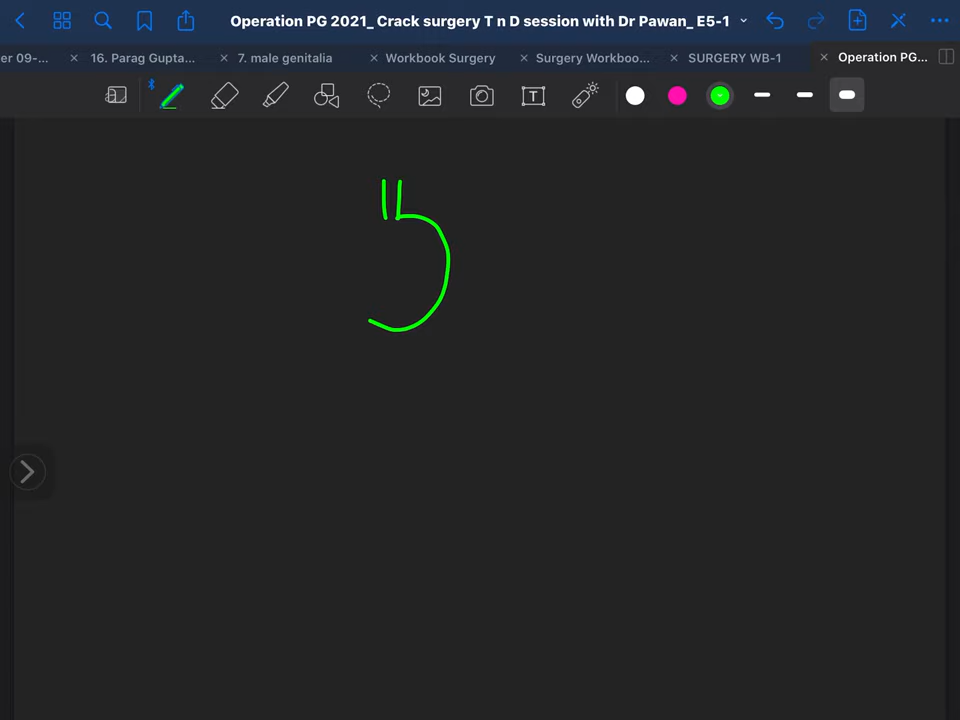 Operation PG 2021_ Crack surgery T n D session with Dr Pawan_ E5-1
er 09-... 16. Parag Gupta... 7. male genitalia Workbook Surgery Surgery Workboo... SURGERY WB-1 Operation PG...
T